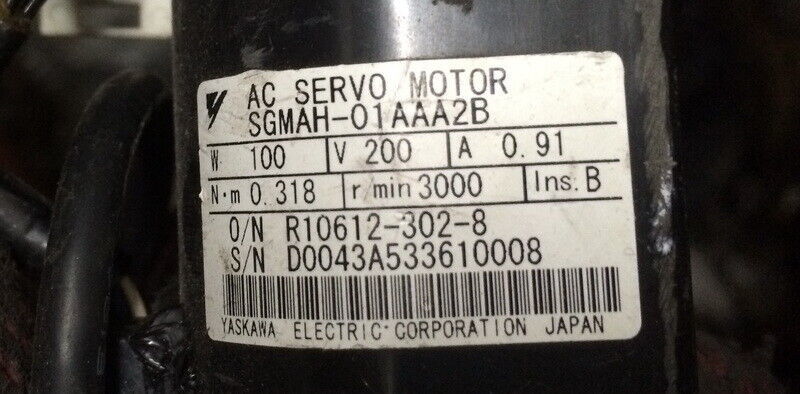 AC SERVO MOTOR
SGMAH-01AAA2B
W 100 V 200 A 0.91
N·m 0.318 r/min 3000 Ins. B
O/N R10612-302-8
S/N D0043A533610008
YASKAWA ELECTRIC CORPORATION JAPAN